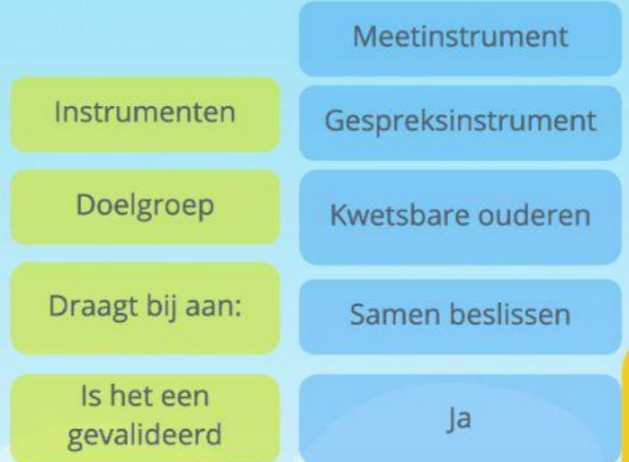 Meetinstrument
Instrumenten
Gespreksinstrument
Doelgroep
Kwetsbare ouderen
Draagt bij aan:
Samen beslissen
Is het een
gevalideerd
Ja